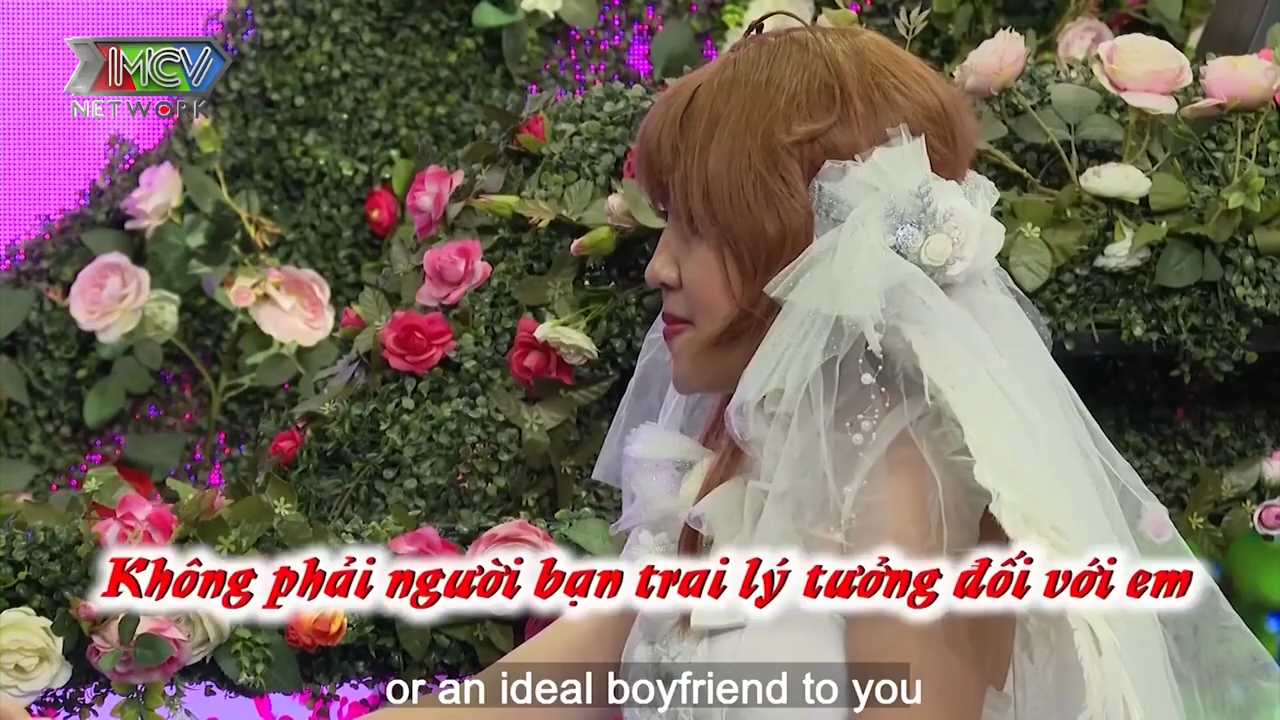 MCV
NETWORK
Không phải người bạn trai lý tưởng đối với em
or an ideal boyfriend to you